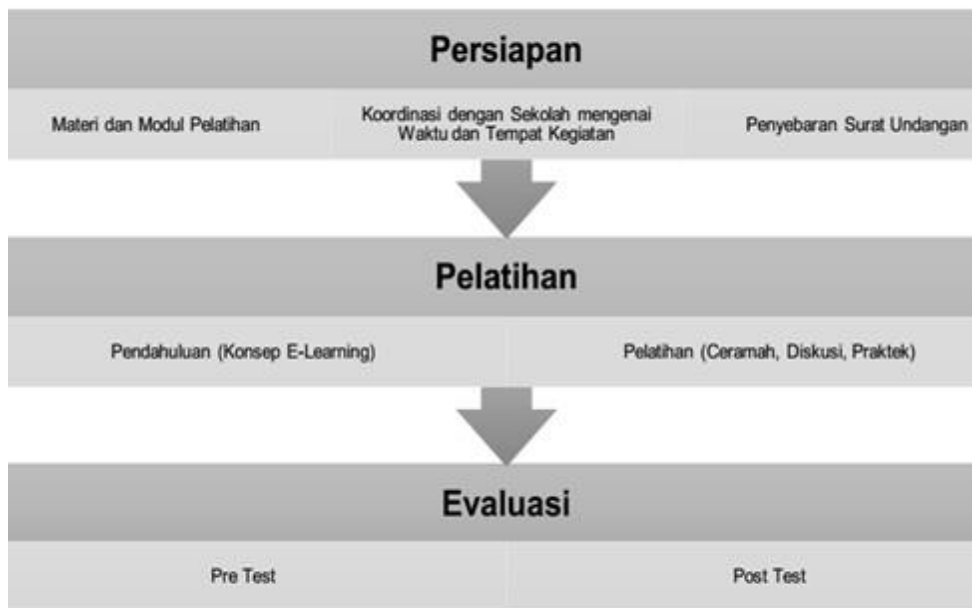 Persiapan
Materi dan Modul Pelatihan
Koordinasi dengan Sekolah mengenai
Waktu dan Tempat Kegiatan
Penyebaran Surat Undangan
Pelatihan
Pendahuluan (Konsep E-Learning)
Pelatihan (Ceramah, Diskusi, Praktek)
Evaluasi
Pre Test
Post Test